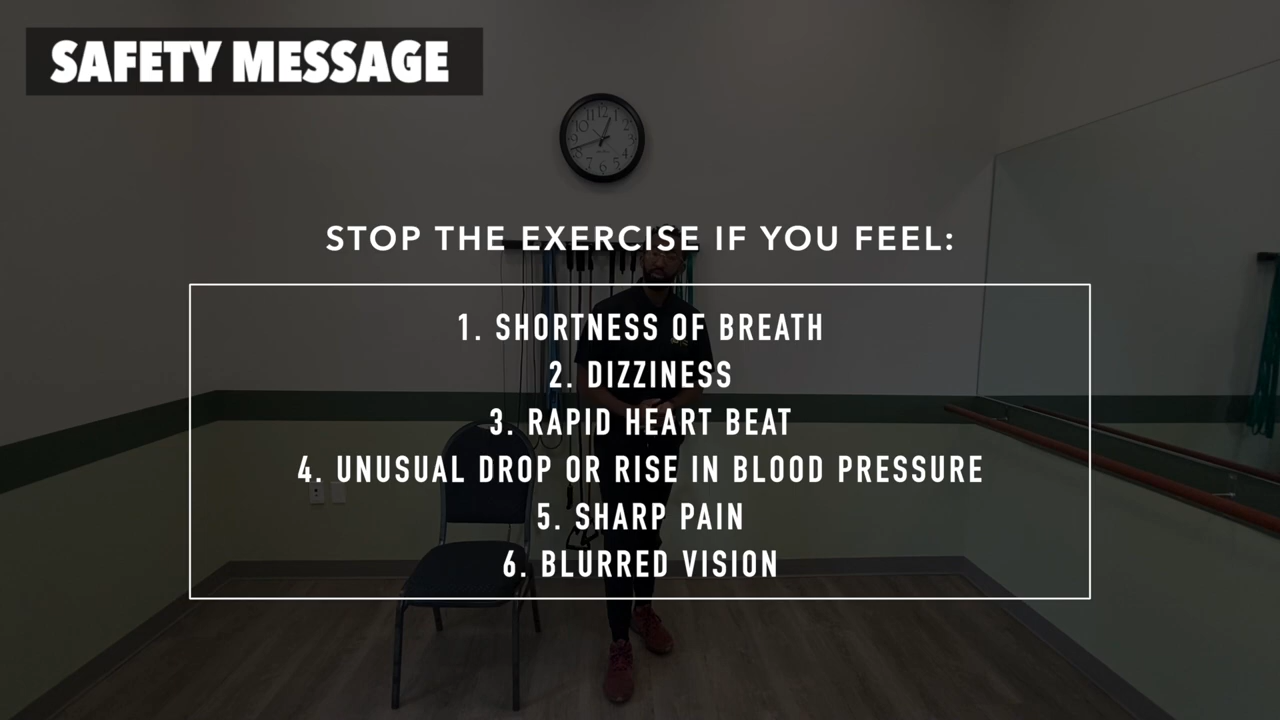 SAFETY MESSAGE
STOP THE EXERCISE IF YOU FEEL:
1. SHORTNESS OF BREATH
2. DIZZINESS
3. RAPID HEART BEAT
4. UNUSUAL DROP OR RISE IN BLOOD PRESSURE
5. SHARP PAIN
6. BLURRED VISION